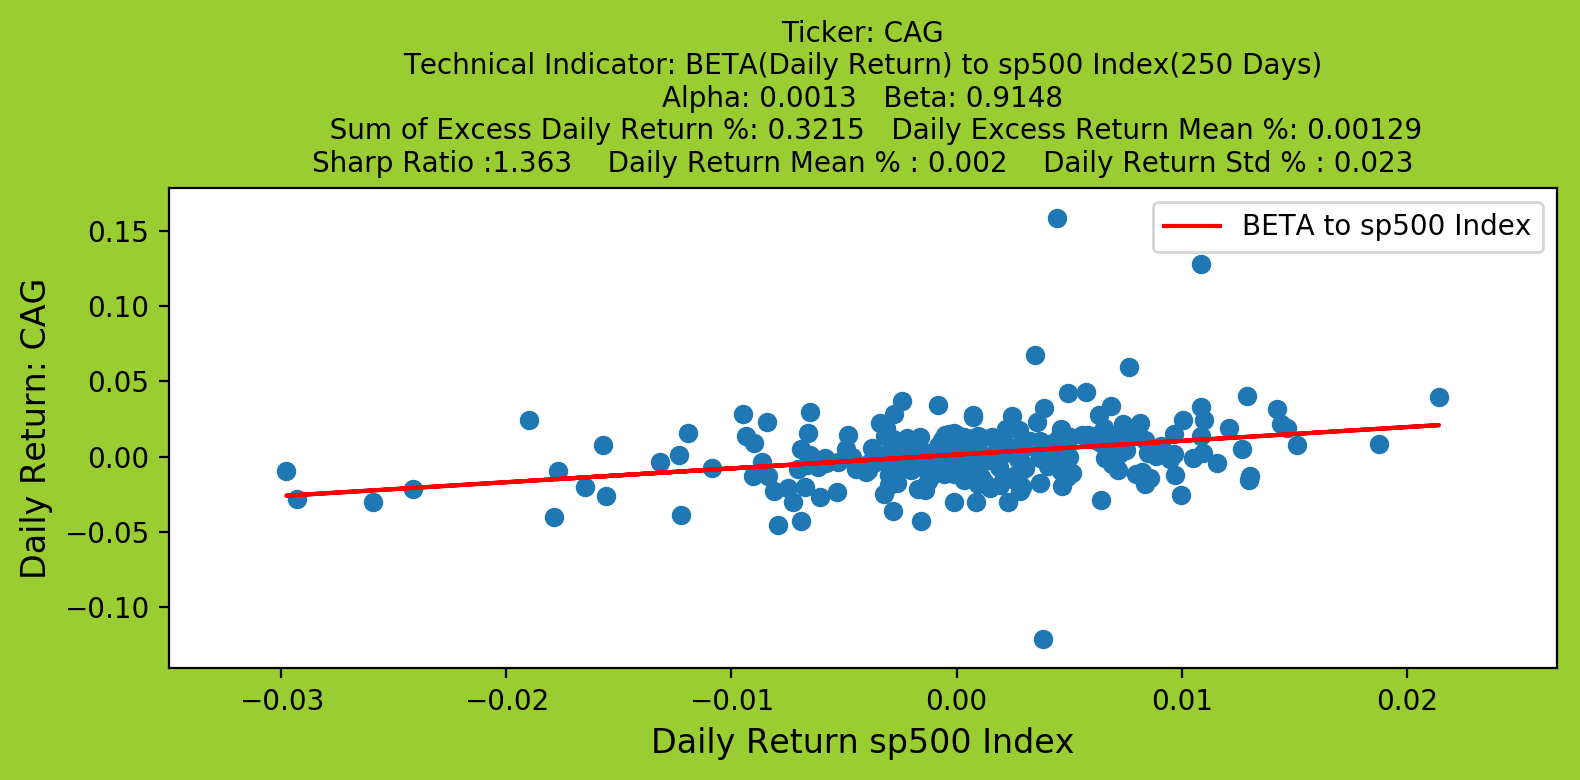 Ticker: CAG
Technical Indicator: BETA(Daily Return) to sp500 Index(250 Days)
Alpha: 0.0013   Beta: 0.9148
Sum of Excess Daily Return %: 0.3215   Daily Excess Return Mean %: 0.00129
Sharp Ratio :1.363    Daily Return Mean % : 0.002    Daily Return Std % : 0.023
BETA to sp500 Index
Daily Return: CAG
0.15
0.10
0.05
0.00
−0.05
−0.10
−0.03 −0.02 −0.01 0.00 0.01 0.02
Daily Return sp500 Index